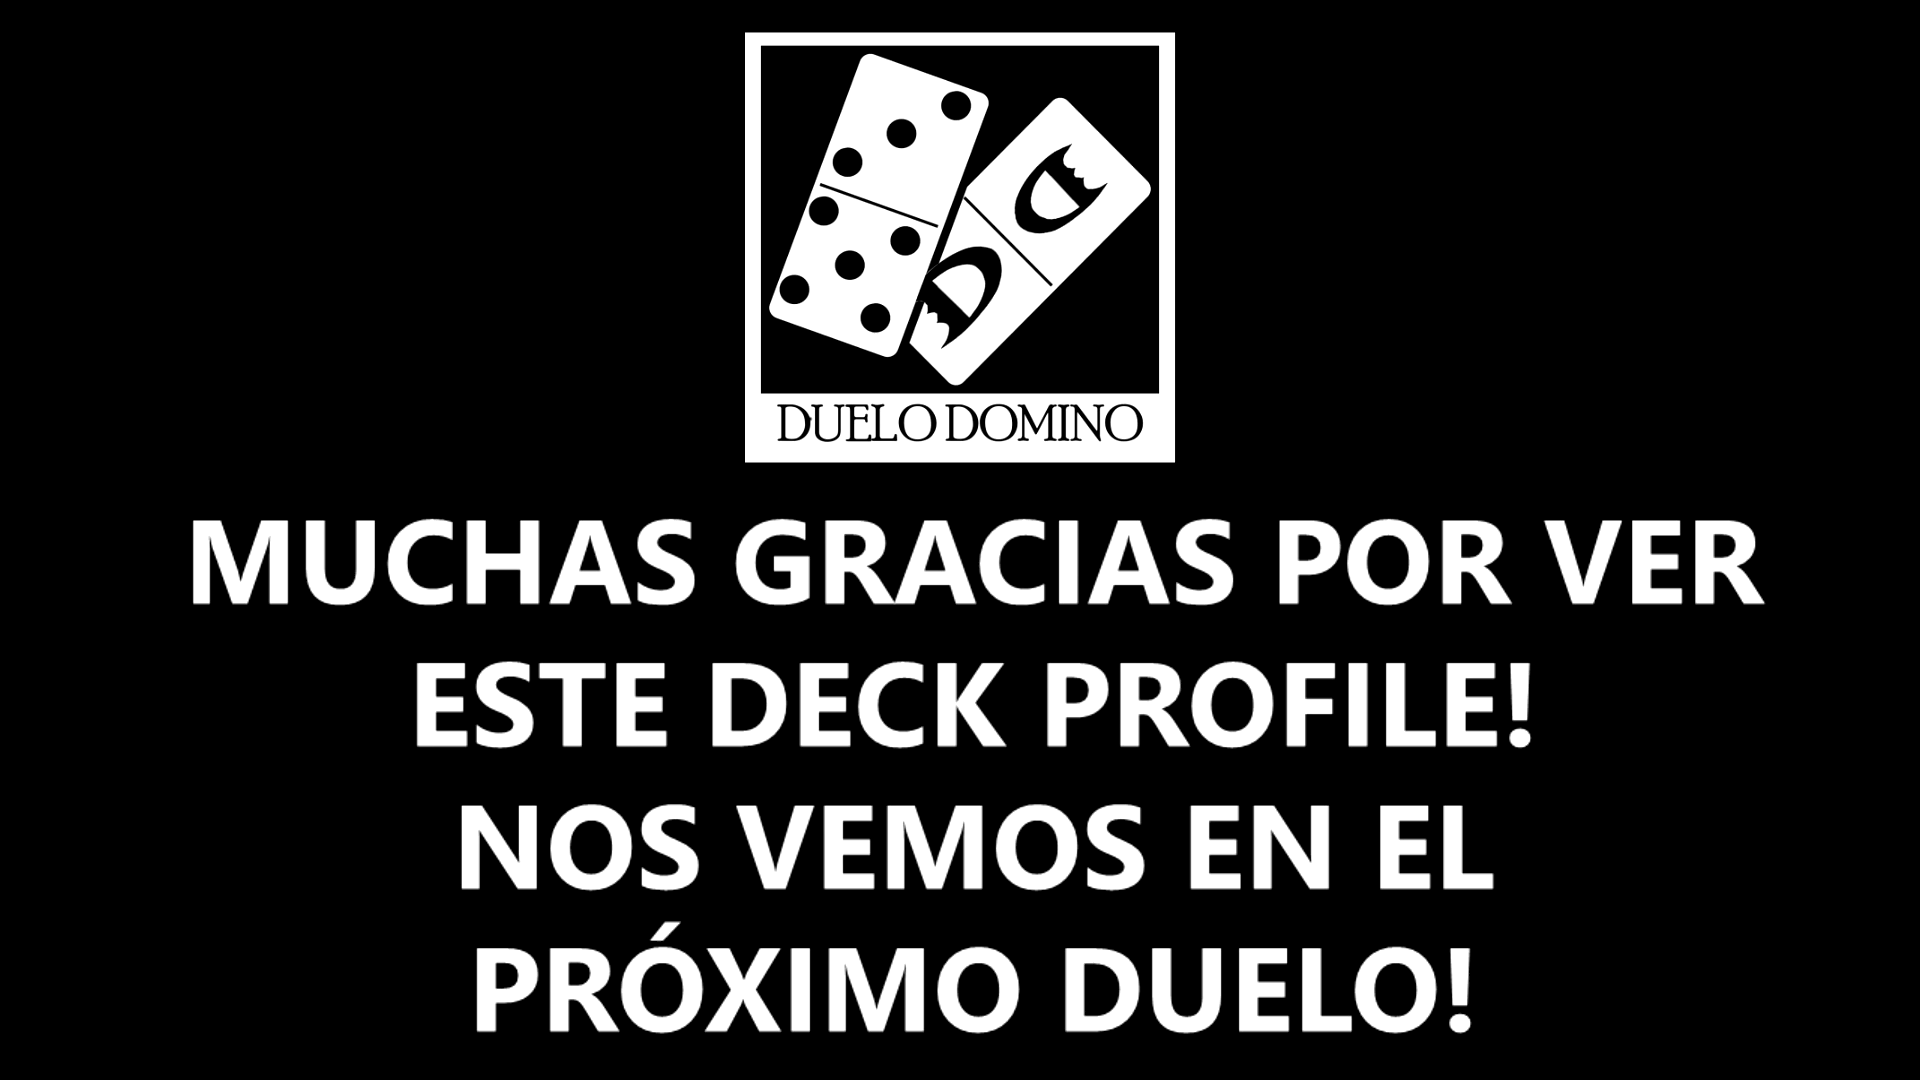 DUELO DOMINO
MUCHAS GRACIAS POR VER
ESTE DECK PROFILE!
NOS VEMOS EN EL
PRÓXIMO DUELO!